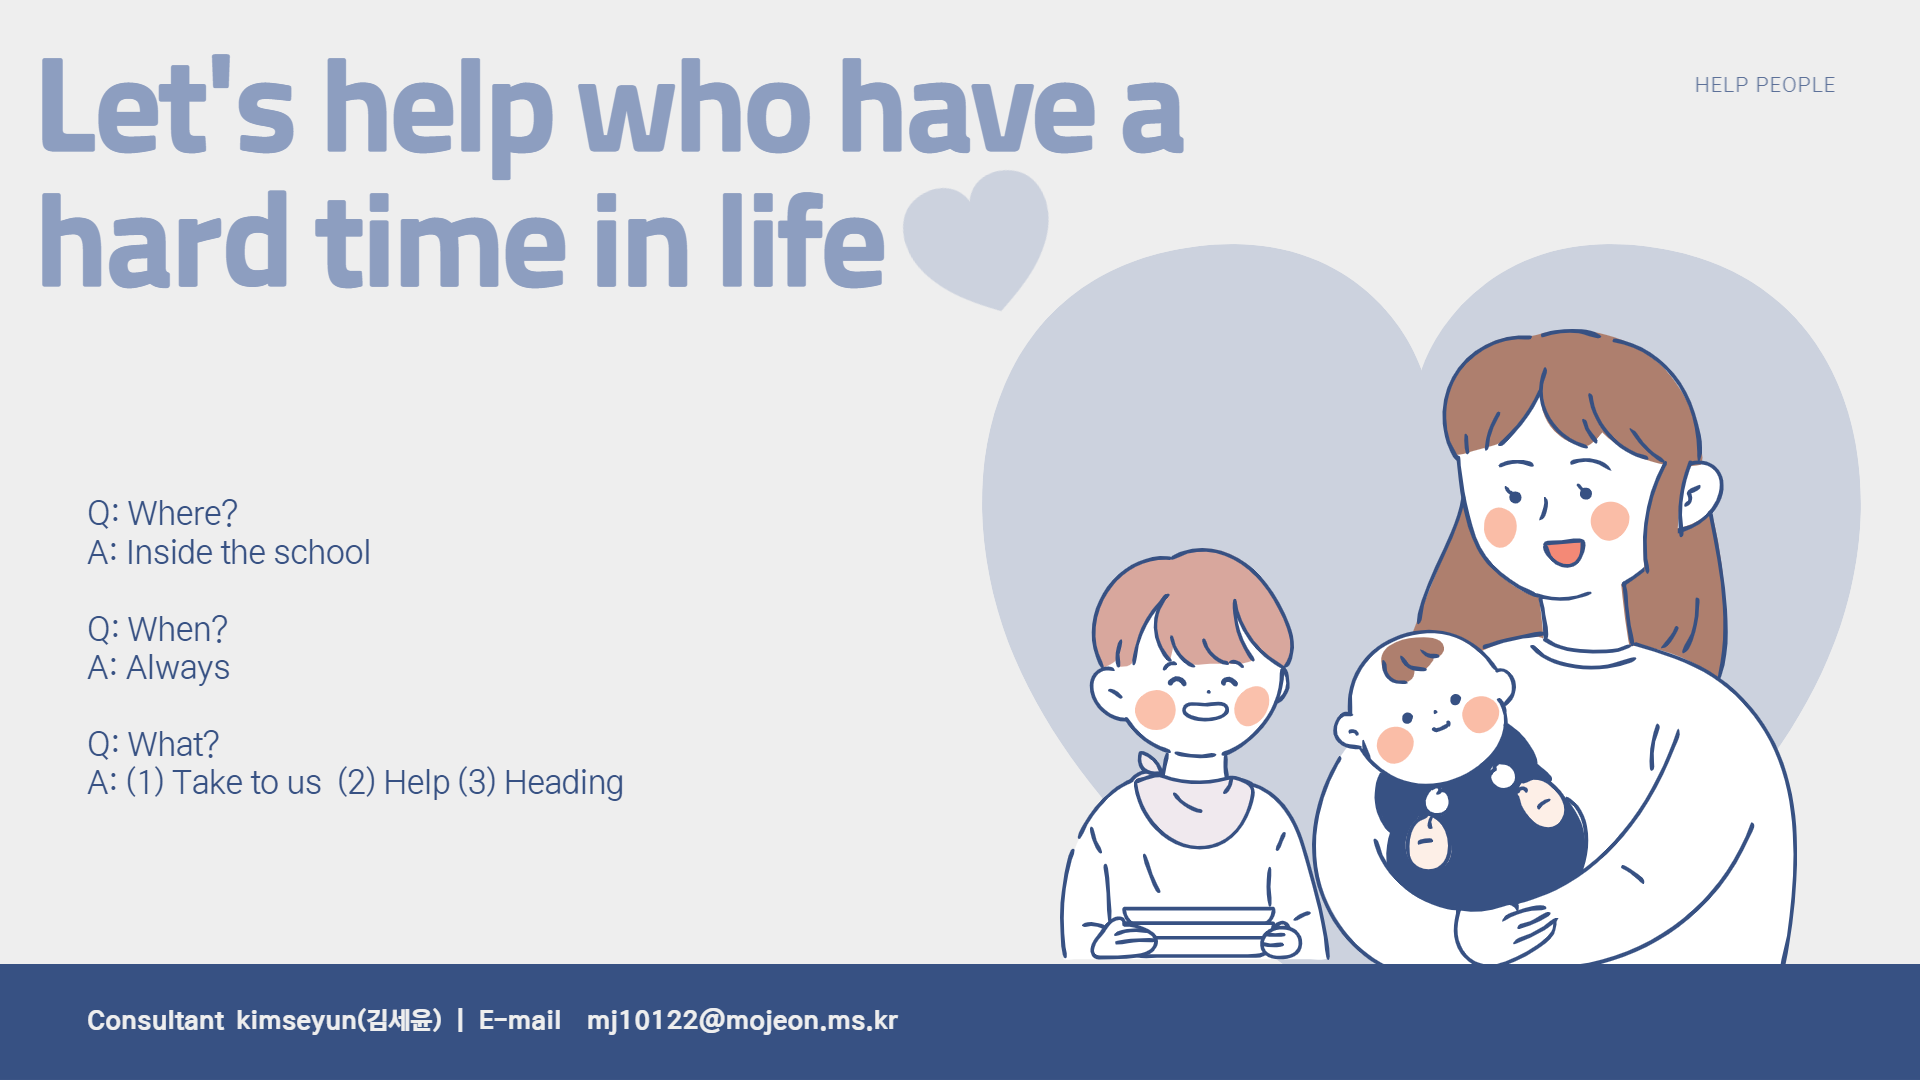 Let's help who have a
hard time in life
HELP PEOPLE
Q: Where?
A: Inside the school
Q: When?
A: Always
Q: What?
A: (1) Take to us  (2) Help (3) Heading
Consultant kimseyun(김세윤) | E-mail  mj10122@mojeon.ms.kr